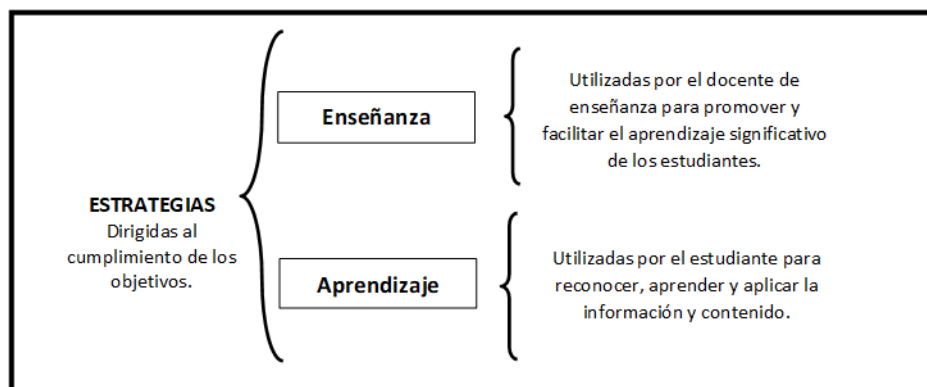 ESTRATEGIAS
Dirigidas al
cumplimiento de los
objetivos.
Enseñanza
Utilizadas por el docente de
enseñanza para promover y
facilitar el aprendizaje significativo
de los estudiantes.
Aprendizaje
Utilizadas por el estudiante para
reconocer, aprender y aplicar la
información y contenido.